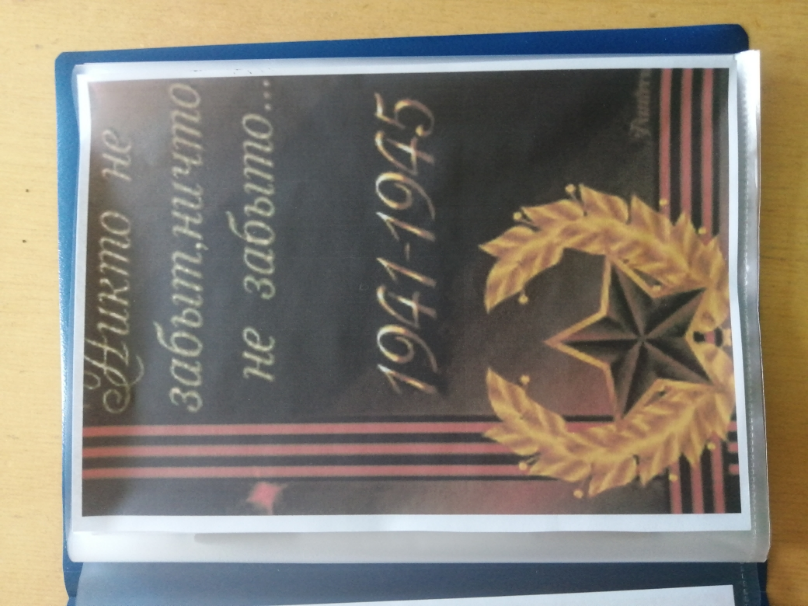 Никто не
забыт,ничто
не забыто...
1941-1945